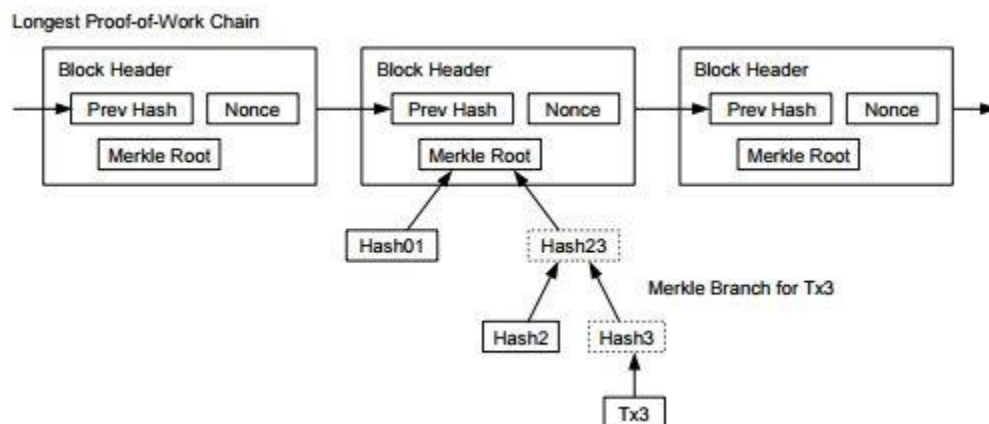 Longest Proof-of-Work Chain
Block Header
Block Header
Block Header
Prev Hash
Nonce
Prev Hash
Nonce
Prev Hash
Nonce
Merkle Root
Merkle Root
Merkle Root
Hash01
Hash23
Merkle Branch for Tx3
Hash2
Hash3
Tx3